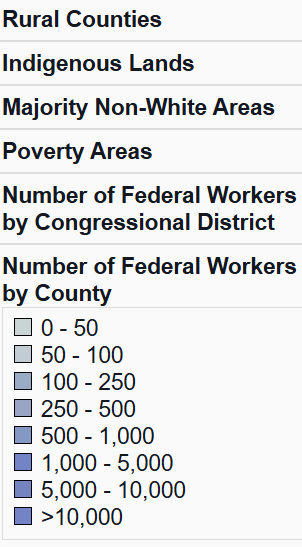 Rural Counties
Indigenous Lands
Majority Non-White Areas
Poverty Areas
Number of Federal Workers
by Congressional District
Number of Federal Workers
by County
0 - 50
50 - 100
100 - 250
250 - 500
500 - 1,000
1,000 - 5,000
5,000 - 10,000
>10,000